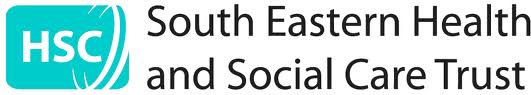 HSC
South Eastern Health
and Social Care Trust